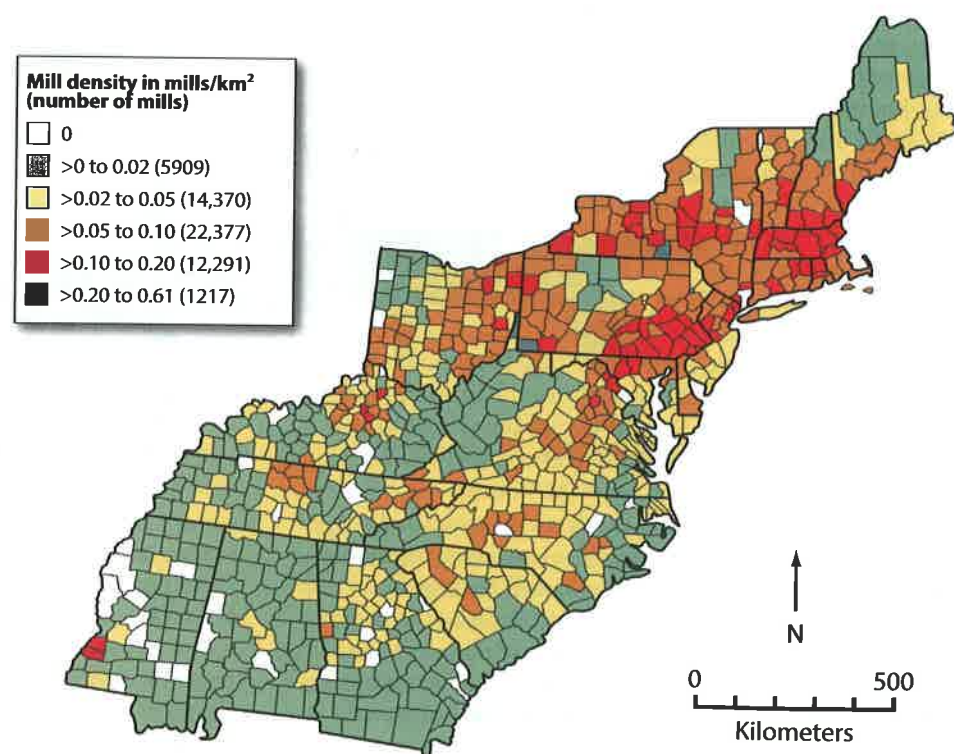 Mill density in mills/km²
(number of mills)
0
>0 to 0.02 (5909)
>0.02 to 0.05 (14,370)
>0.05 to 0.10 (22,377)
>0.10 to 0.20 (12,291)
>0.20 to 0.61 (1217)
N
0 500
Kilometers